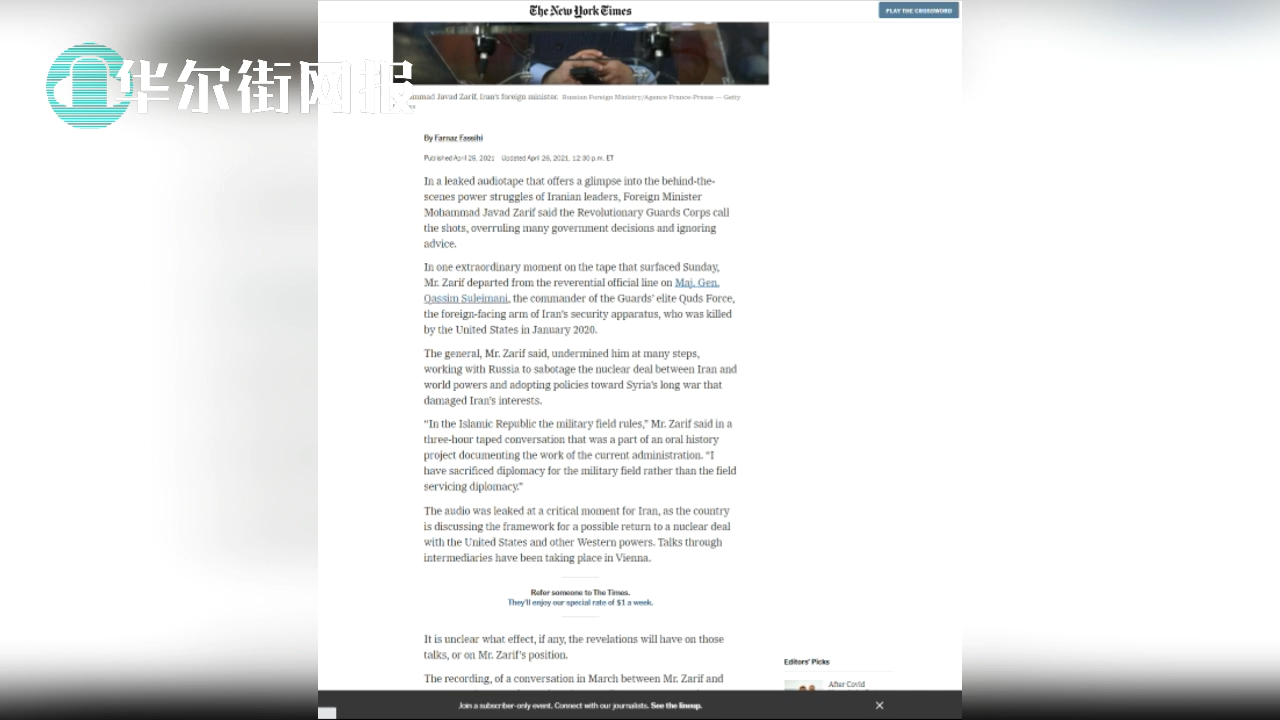 The New York Times
PLAY THE CROSSWORD
华尔街网报
mmad Javad Zarif, Iran's foreign minister. Russian Foreign Ministry/Agence France-Presse — Getty
By Farnaz Fassihi
Published April 25, 2021 Updated April 26, 2021, 12:30 p.m. ET
In a leaked audiotape that offers a glimpse into the behind-the-
scenes power struggles of Iranian leaders, Foreign Minister
Mohammad Javad Zarif said the Revolutionary Guards Corps call
the shots, overruling many government decisions and ignoring
advice.
In one extraordinary moment on the tape that surfaced Sunday,
Mr. Zarif departed from the reverential official line on Maj. Gen.
Qassim Suleimani, the commander of the Guards' elite Quds Force,
the foreign-facing arm of Iran's security apparatus, who was killed
by the United States in January 2020.
The general, Mr. Zarif said, undermined him at many steps,
working with Russia to sabotage the nuclear deal between Iran and
world powers and adopting policies toward Syria's long war that
damaged Iran's interests.
“In the Islamic Republic the military field rules,” Mr. Zarif said in a
three-hour taped conversation that was a part of an oral history
project documenting the work of the current administration. “I
have sacrificed diplomacy for the military field rather than the field
servicing diplomacy.”
The audio was leaked at a critical moment for Iran, as the country
is discussing the framework for a possible return to a nuclear deal
with the United States and other Western powers. Talks through
intermediaries have been taking place in Vienna.
Refer someone to The Times.
They'll enjoy our special rate of $1 a week.
It is unclear what effect, if any, the revelations will have on those
talks, or on Mr. Zarif's position.
Editors' Picks
The recording, of a conversation in March between Mr. Zarif and
After Covid
Join a subscriber-only event. Connect with our journalists. See the lineup.